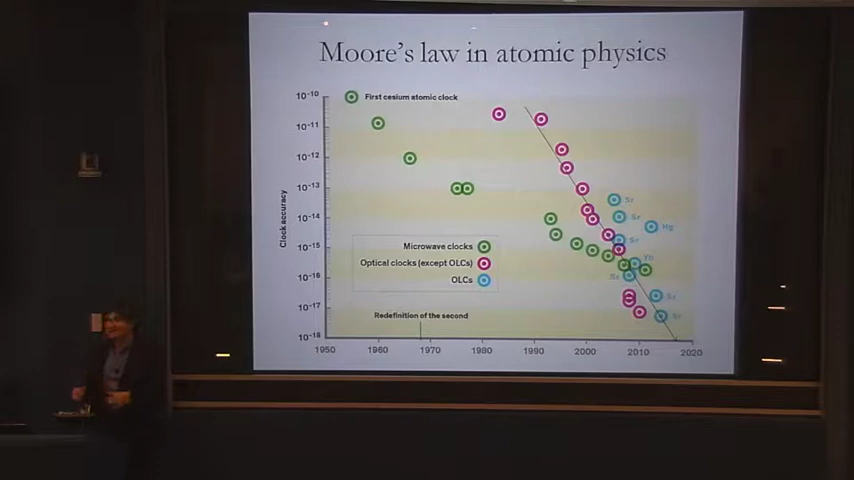 Moore's law in atomic physics
10-10
First cesium atomic clock
10-11
10-12
10-13
Sr
10-14
Sr
Hg
Clock accuracy
Sr
10-15
Microwave clocks
Yb
Optical clocks (except OLCs)
10-16
Sr
OLCs
Sr
10-17
Redefinition of the second
Sr
10-18
1950 1960 1970 1980 1990 2000 2010 2020